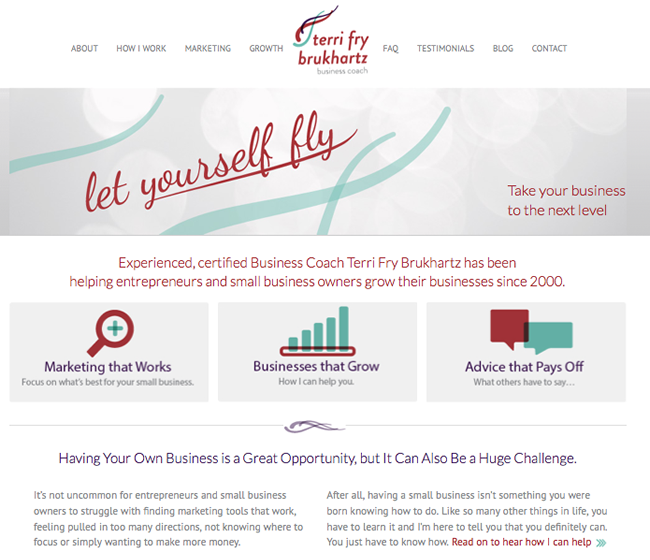 ABOUT HOW I WORK MARKETING GROWTH
terri fry
brukhartz
business coach
FAQ TESTIMONIALS BLOG CONTACT
let yourself fly
Take your business
to the next level
Experienced, certified Business Coach Terri Fry Brukhartz has been
helping entrepreneurs and small business owners grow their businesses since 2000.
Marketing that Works
Focus on what's best for your small business.
Businesses that Grow
How I can help you.
Advice that Pays Off
What others have to say...
Having Your Own Business is a Great Opportunity, but It Can Also Be a Huge Challenge.
It's not uncommon for entrepreneurs and small business
owners to struggle with finding marketing tools that work,
feeling pulled in too many directions, not knowing where to
focus or simply wanting to make more money.
After all, having a small business isn't something you were
born knowing how to do. Like so many other things in life, you
have to learn it and I'm here to tell you that you definitely can.
You just have to know how. Read on to hear how I can help »